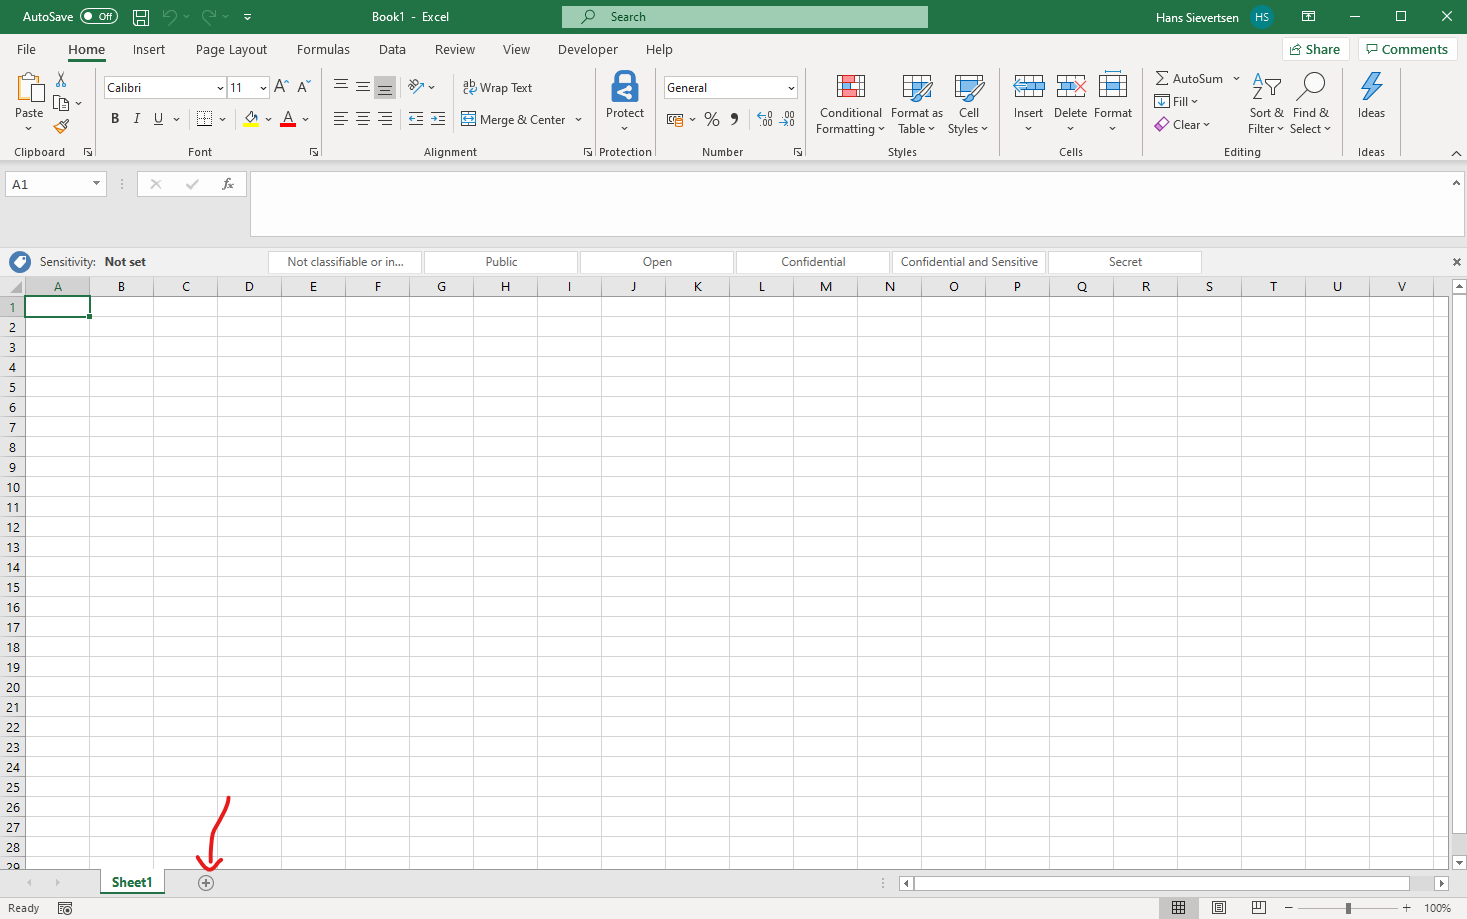 AutoSave Off Book1 - Excel Search Hans Sievertsen HS
File Home Insert Page Layout Formulas Data Review View Developer Help Share Comments
Calibri 11 A A Wrap Text General AutoSum
Paste Protect Conditional Format as Cell Insert Delete Format Fill Sort & Find & Ideas
B I U A Merge & Center % Formatting Table Styles Clear Filter Select
Clipboard Font Alignment Protection Number Styles Cells Editing Ideas
A1 fx
Sensitivity: Not set Not classifiable or in... Public Open Confidential Confidential and Sensitive Secret
A B C D E F G H I J K L M N O P Q R S T U V
1
2
3
4
5
6
7
8
9
10
11
12
13
14
15
16
17
18
19
20
21
22
23
24
25
26
27
28
29
Sheet1
Ready 100%